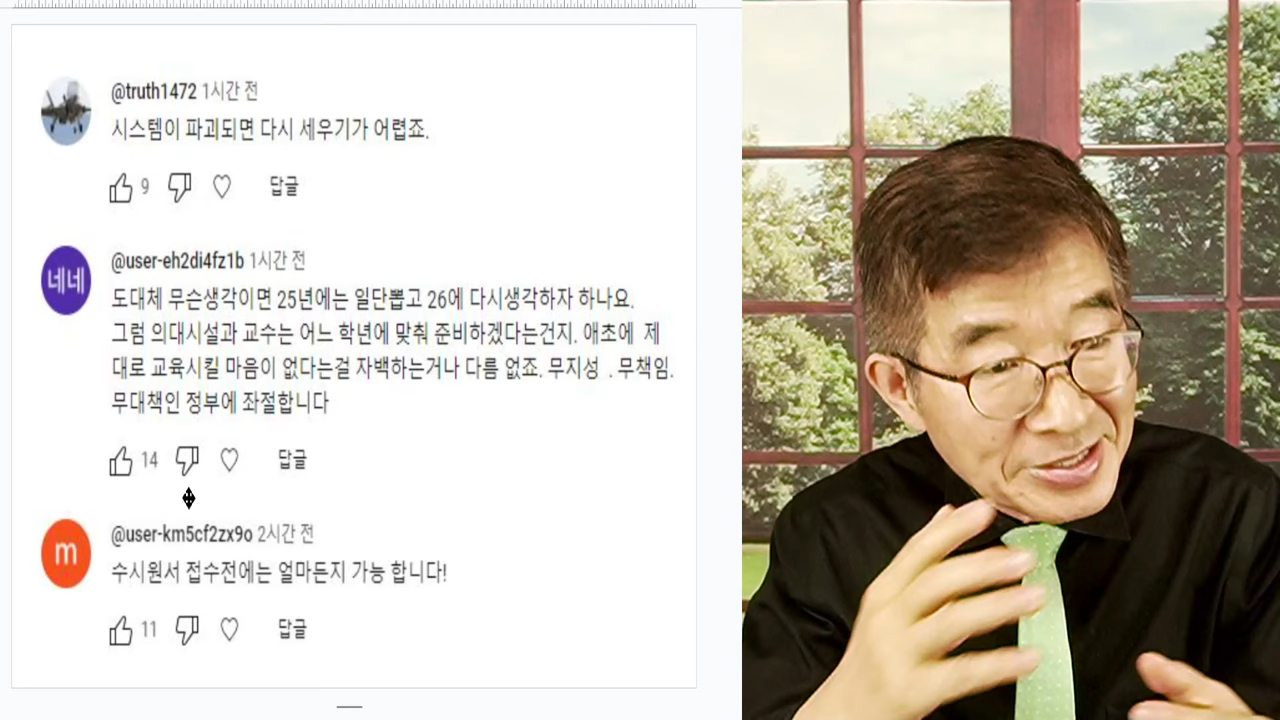 @truth1472 1시간 전
시스템이 파괴되면 다시 세우기가 어렵죠.
9 답글
네네
@user-eh2di4fz1b 1시간 전
도대체 무슨생각이면 25년에는 일단뽑고 26에 다시생각하자 하나요.
그럼 의대시설과 교수는 어느 학년에 맞춰 준비하겠다는건지. 애초에 제
대로 교육시킬 마음이 없다는걸 자백하는거나 다름 없죠. 무지성 . 무책임.
무대책인 정부에 좌절합니다
14 답글
m
@user-km5cf2zx9o 2시간 전
수시원서 접수전에는 얼마든지 가능 합니다!
11 답글